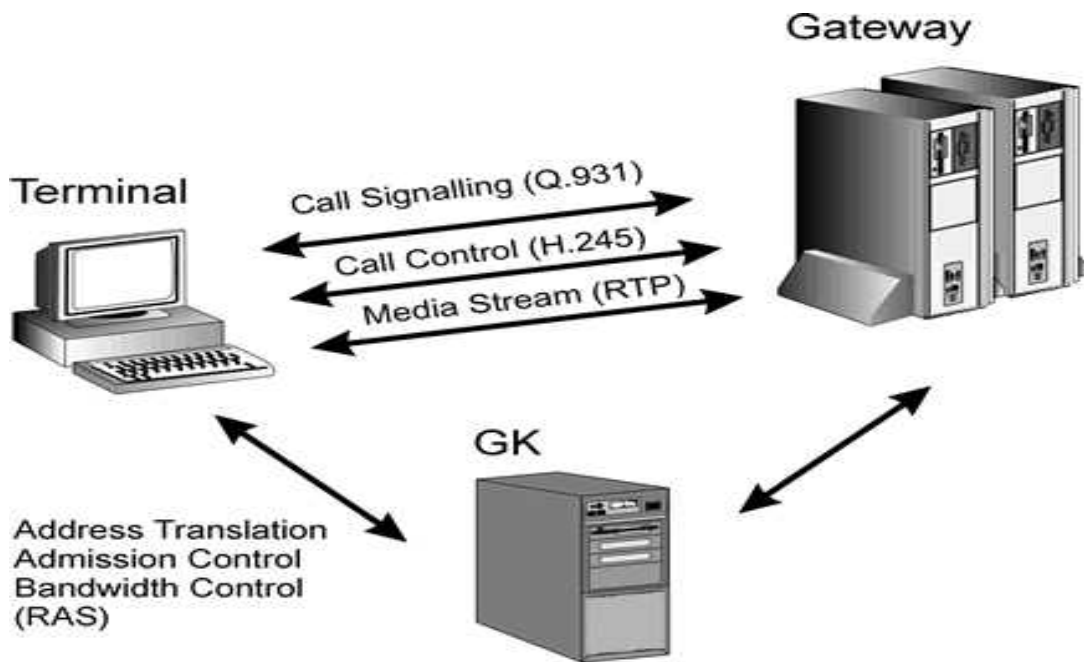 Gateway
Terminal
Call Signalling (Q.931)
Call Control (H.245)
Media Stream (RTP)
GK
Address Translation
Admission Control
Bandwidth Control
(RAS)